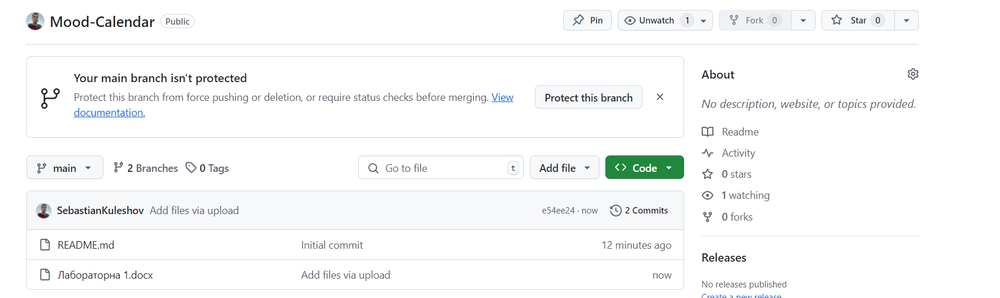 Mood-Calendar Public
Pin
Unwatch 1
Fork 0
Star 0
Your main branch isn't protected
Protect this branch from force pushing or deletion, or require status checks before merging. View
documentation.
Protect this branch
main
2 Branches
0 Tags
Go to file
t
Add file
Code
SebastianKuleshov Add files via upload
e54ee24 · now
2 Commits
README.md Initial commit 12 minutes ago
Лабораторна 1.docx Add files via upload now
About
No description, website, or topics provided.
Readme
Activity
0 stars
1 watching
0 forks
Releases
No releases published
Create a new release